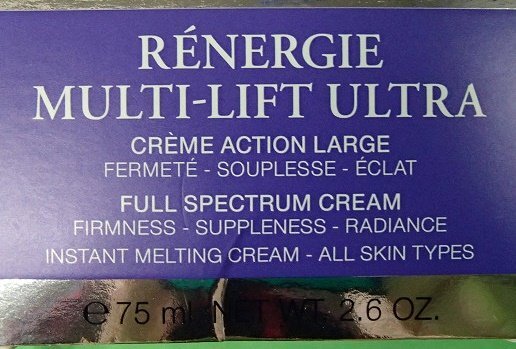 RÉNERGIE
MULTI-LIFT ULTRA
CRÈME ACTION LARGE
FERMETÉ - SOUPLESSE - ÉCLAT
FULL SPECTRUM CREAM
FIRMNESS - SUPPLENESS - RADIANCE
INSTANT MELTING CREAM - ALL SKIN TYPES
℮ 75 ml NET WT. 2.6 OZ.